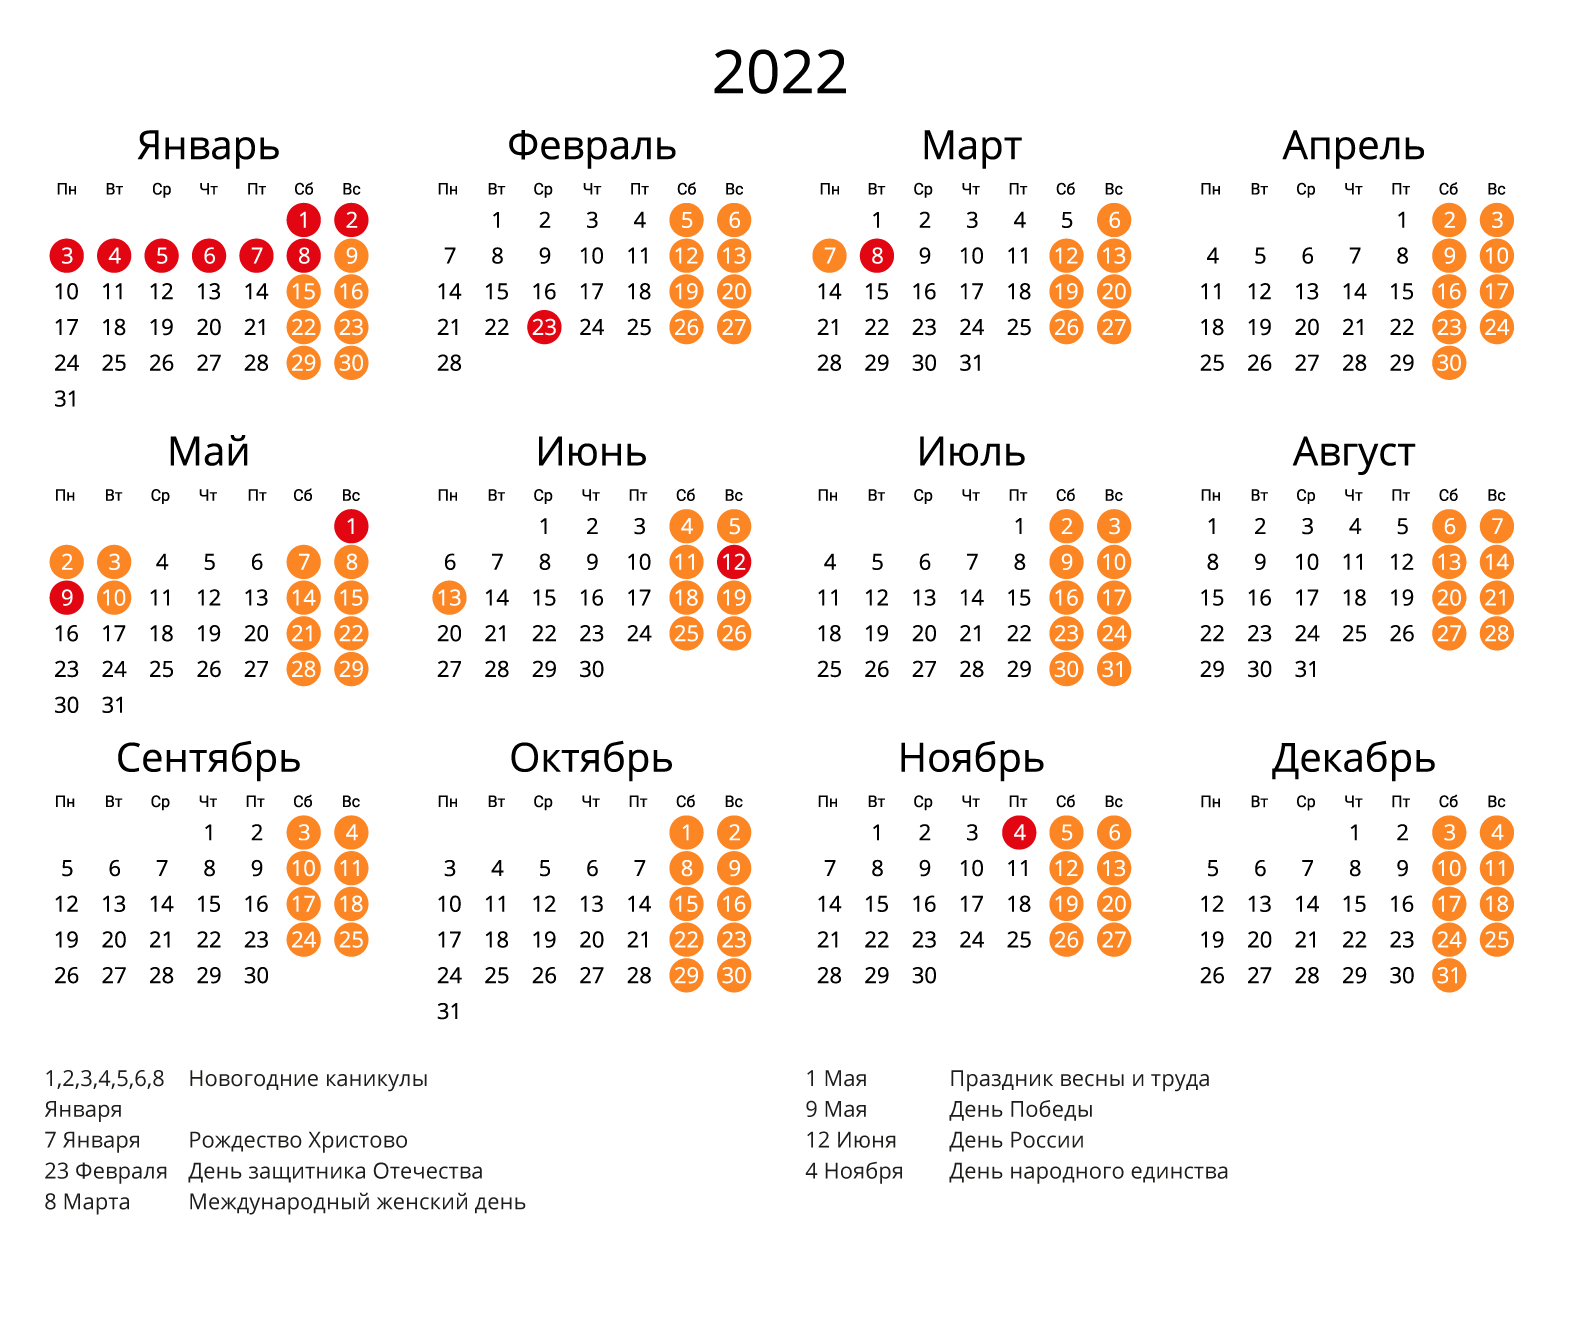 2022
Январь Февраль Март Апрель
Пн Вт Ср Чт Пт Сб Вс Пн Вт Ср Чт Пт Сб Вс Пн Вт Ср Чт Пт Сб Вс Пн Вт Ср Чт Пт Сб Вс
1 2 1 2 3 4 5 6 1 2 3 4 5 6 1 2 3
3 4 5 6 7 8 9 7 8 9 10 11 12 13 7 8 9 10 11 12 13 4 5 6 7 8 9 10
10 11 12 13 14 15 16 14 15 16 17 18 19 20 14 15 16 17 18 19 20 11 12 13 14 15 16 17
17 18 19 20 21 22 23 21 22 23 24 25 26 27 21 22 23 24 25 26 27 18 19 20 21 22 23 24
24 25 26 27 28 29 30 28 28 29 30 31 25 26 27 28 29 30
31
Май Июнь Июль Август
Пн Вт Ср Чт Пт Сб Вс Пн Вт Ср Чт Пт Сб Вс Пн Вт Ср Чт Пт Сб Вс Пн Вт Ср Чт Пт Сб Вс
1 1 2 3 4 5 1 2 3 1 2 3 4 5 6 7
2 3 4 5 6 7 8 6 7 8 9 10 11 12 4 5 6 7 8 9 10 8 9 10 11 12 13 14
9 10 11 12 13 14 15 13 14 15 16 17 18 19 11 12 13 14 15 16 17 15 16 17 18 19 20 21
16 17 18 19 20 21 22 20 21 22 23 24 25 26 18 19 20 21 22 23 24 22 23 24 25 26 27 28
23 24 25 26 27 28 29 27 28 29 30 25 26 27 28 29 30 31 29 30 31
30 31
Сентябрь Октябрь Ноябрь Декабрь
Пн Вт Ср Чт Пт Сб Вс Пн Вт Ср Чт Пт Сб Вс Пн Вт Ср Чт Пт Сб Вс Пн Вт Ср Чт Пт Сб Вс
1 2 3 4 1 2 1 2 3 4 5 6 1 2 3 4
5 6 7 8 9 10 11 3 4 5 6 7 8 9 7 8 9 10 11 12 13 5 6 7 8 9 10 11
12 13 14 15 16 17 18 10 11 12 13 14 15 16 14 15 16 17 18 19 20 12 13 14 15 16 17 18
19 20 21 22 23 24 25 17 18 19 20 21 22 23 21 22 23 24 25 26 27 19 20 21 22 23 24 25
26 27 28 29 30 24 25 26 27 28 29 30 28 29 30 26 27 28 29 30 31
31
1,2,3,4,5,6,8 Новогодние каникулы
Января
7 Января Рождество Христово
23 Февраля День защитника Отечества
8 Марта Международный женский день
1 Мая Праздник весны и труда
9 Мая День Победы
12 Июня День России
4 Ноября День народного единства